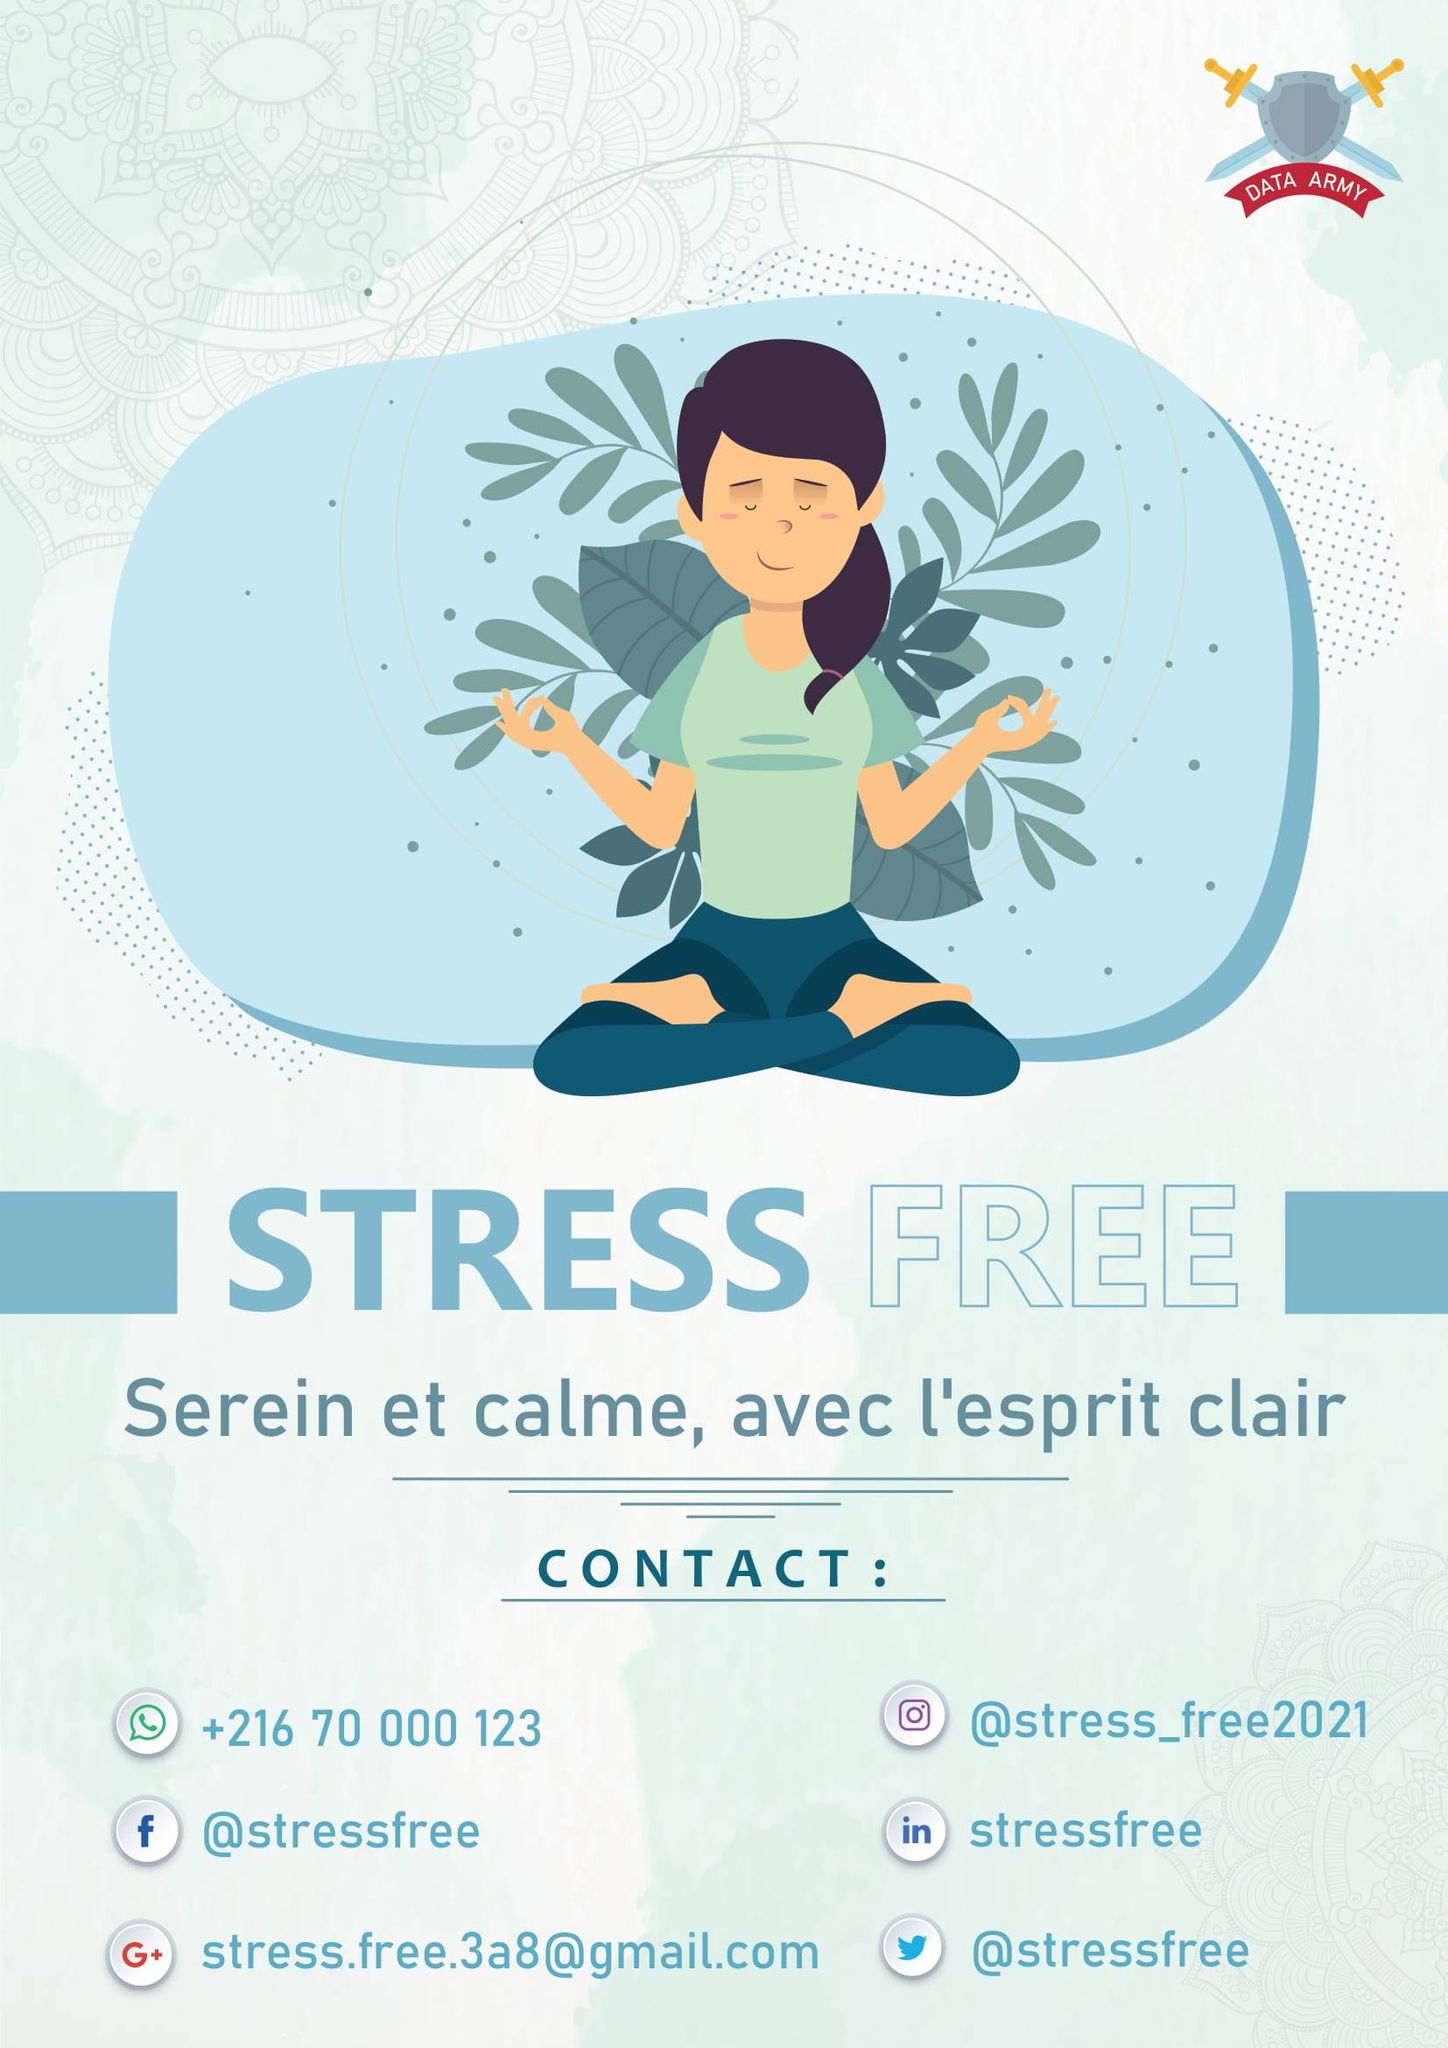 DATA ARMY
STRESS FREE
Serein et calme, avec l'esprit clair
CONTACT :
+216 70 000 123
@stress_free2021
@stressfree
stressfree
stress.free.3a8@gmail.com
@stressfree